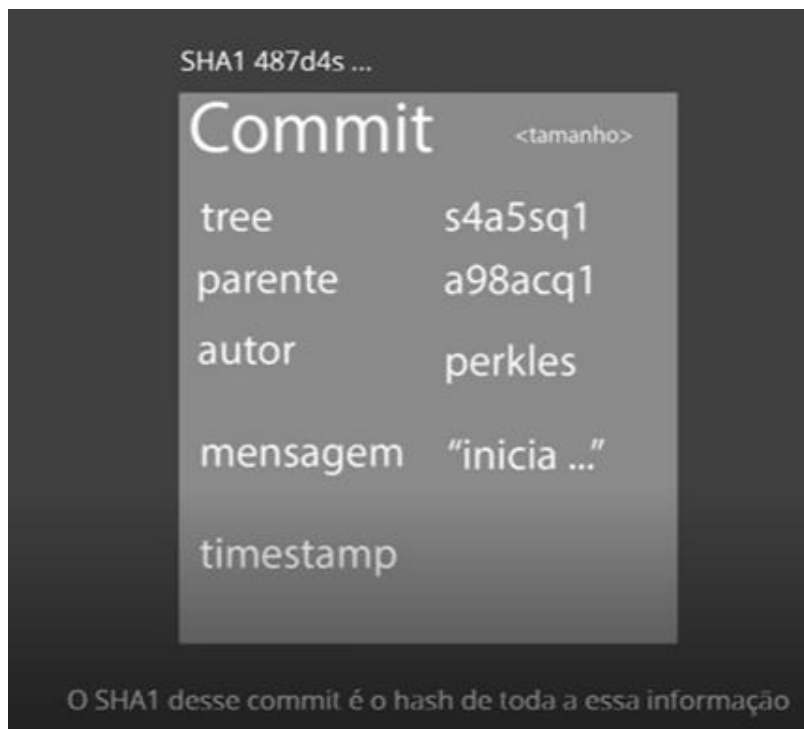 SHA1 487d4s ...
Commit <tamanho>
tree s4a5sq1
parente a98acq1
autor perkles
mensagem “inicia ...”
timestamp
O SHA1 desse commit é o hash de toda a essa informação